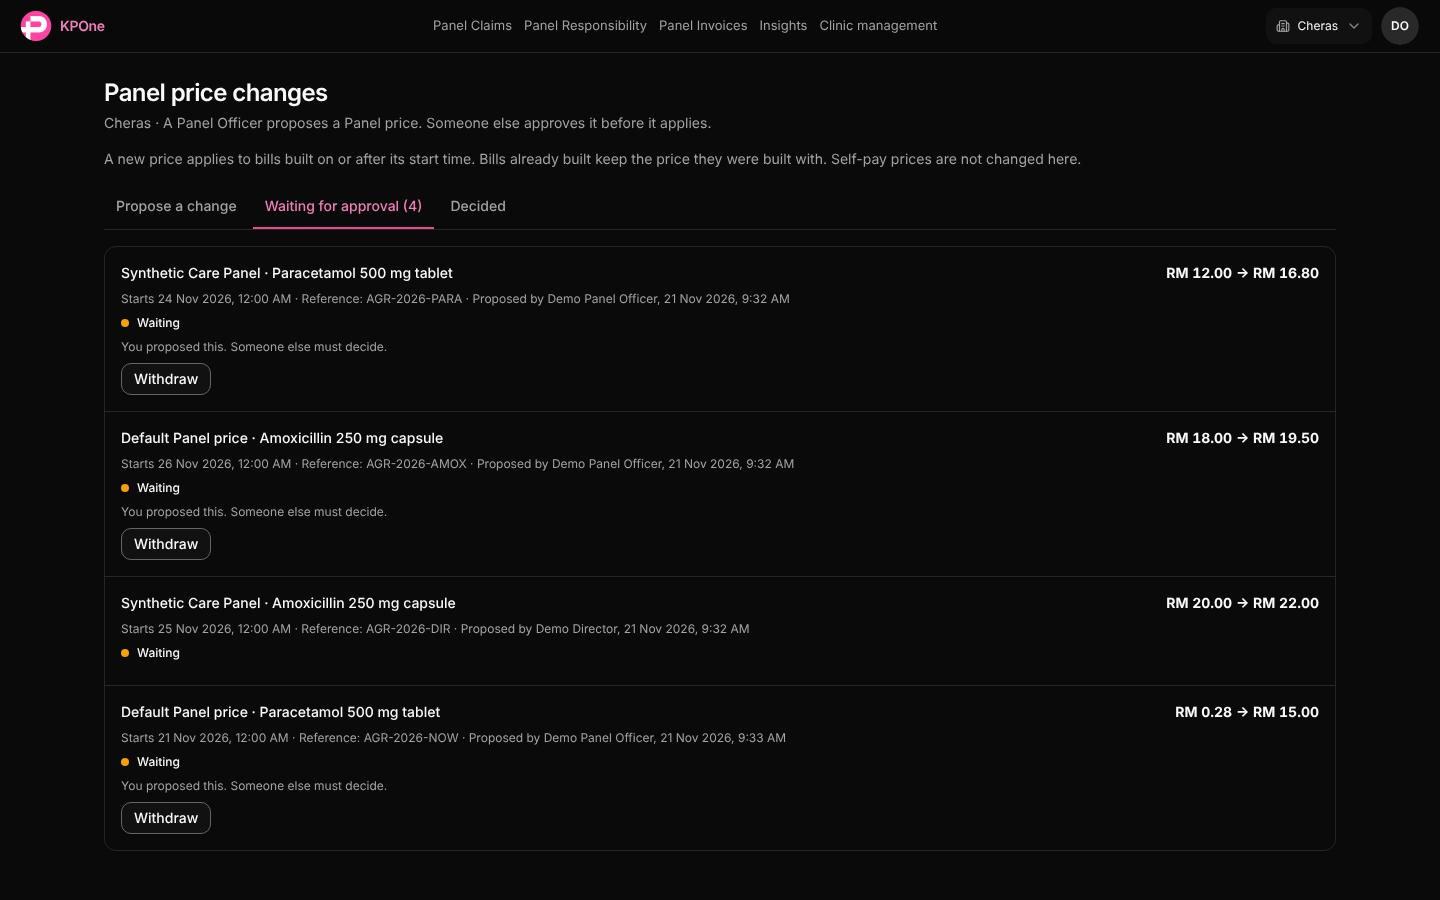 KPOne
Panel Claims Panel Responsibility Panel Invoices Insights Clinic management
Cheras
DO
Panel price changes
Cheras · A Panel Officer proposes a Panel price. Someone else approves it before it applies.
A new price applies to bills built on or after its start time. Bills already built keep the price they were built with. Self-pay prices are not changed here.
Propose a change Waiting for approval (4) Decided
Synthetic Care Panel · Paracetamol 500 mg tablet RM 12.00 → RM 16.80
Starts 24 Nov 2026, 12:00 AM · Reference: AGR-2026-PARA · Proposed by Demo Panel Officer, 21 Nov 2026, 9:32 AM
Waiting
You proposed this. Someone else must decide.
Withdraw
Default Panel price · Amoxicillin 250 mg capsule RM 18.00 → RM 19.50
Starts 26 Nov 2026, 12:00 AM · Reference: AGR-2026-AMOX · Proposed by Demo Panel Officer, 21 Nov 2026, 9:32 AM
Waiting
You proposed this. Someone else must decide.
Withdraw
Synthetic Care Panel · Amoxicillin 250 mg capsule RM 20.00 → RM 22.00
Starts 25 Nov 2026, 12:00 AM · Reference: AGR-2026-DIR · Proposed by Demo Director, 21 Nov 2026, 9:32 AM
Waiting
Default Panel price · Paracetamol 500 mg tablet RM 0.28 → RM 15.00
Starts 21 Nov 2026, 12:00 AM · Reference: AGR-2026-NOW · Proposed by Demo Panel Officer, 21 Nov 2026, 9:33 AM
Waiting
You proposed this. Someone else must decide.
Withdraw